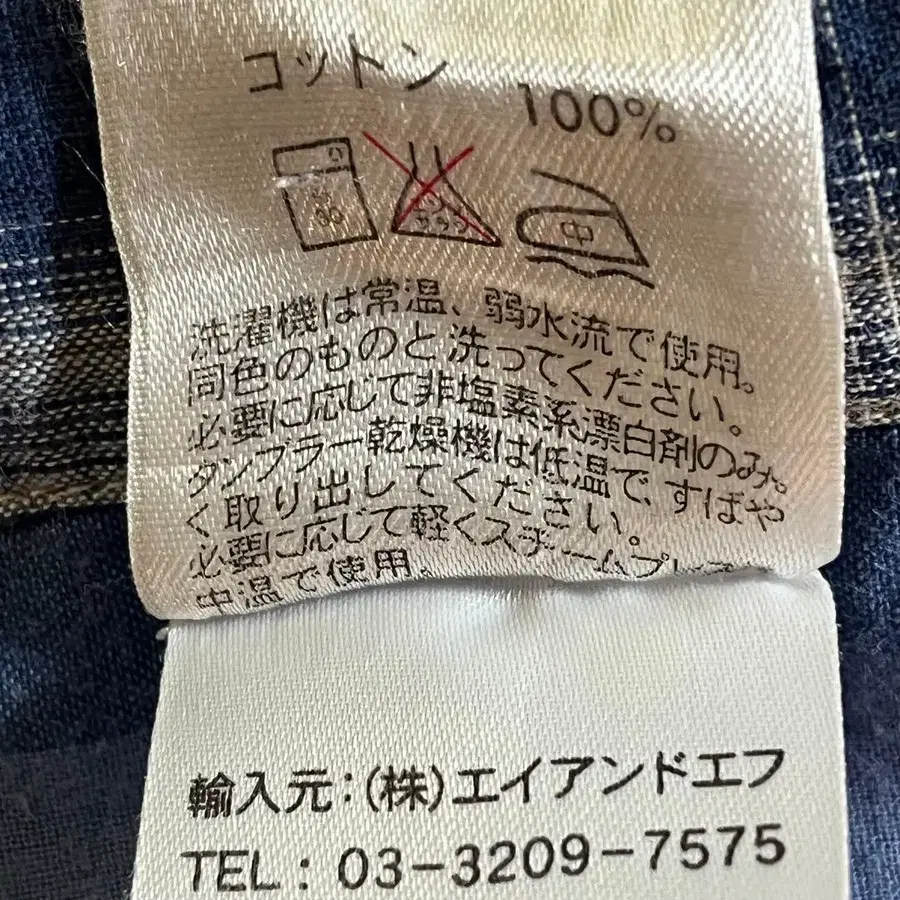 コットン 100%
中
洗濯機は常温、弱水流で使用。
同色のものと洗ってください。
必要に応じて非塩素系漂白剤のみ。
タンブラー乾燥機は低温で、すばや
く取り出してください。
必要に応じて軽くスチームプレス
中温で使用。
輸入元:(株)エイアンドエフ
TEL: 03-3209-7575